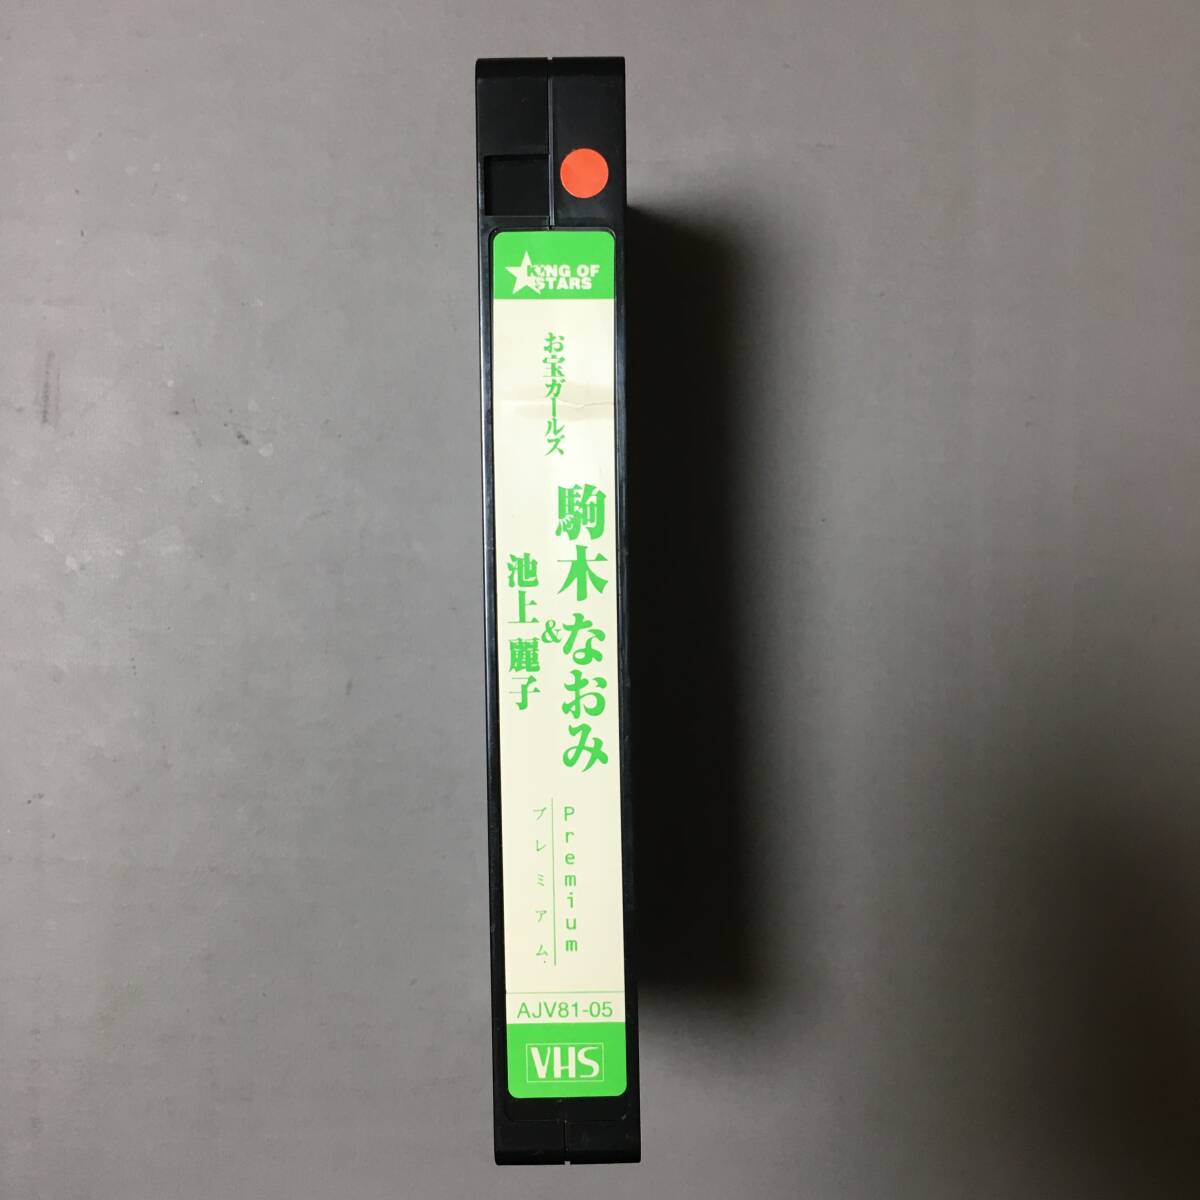 KING OF
STARS
お宝ガールズ
駒木なおみ
&
池上麗子
Premium
プレミアム
AJV81-05
VHS